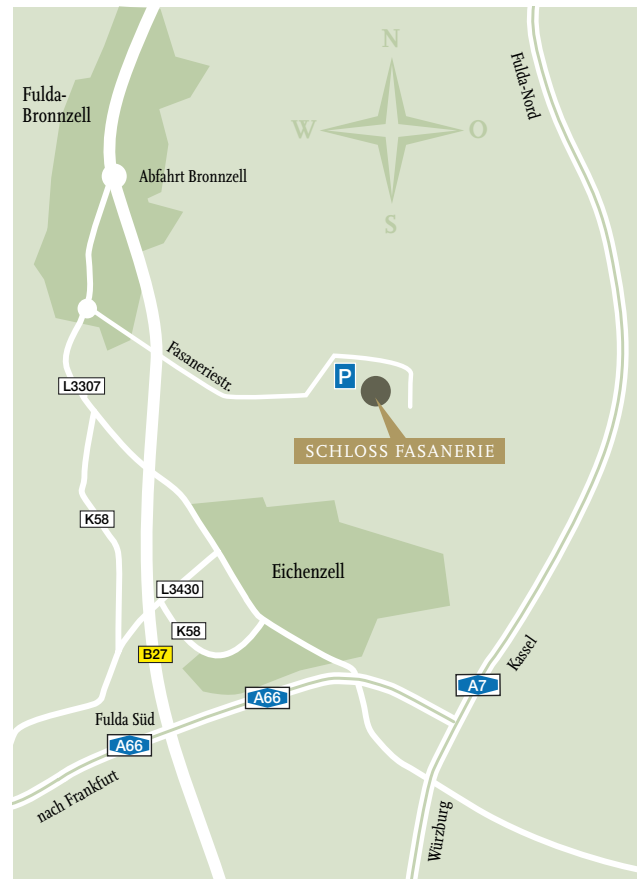 N
Fulda-Nord
Fulda-
Bronnzell
W
O
Abfahrt Bronnzell
S
Fasaneriestr.
P
L3307
SCHLOSS FASANERIE
K58
Eichenzell
L3430
K58
B27
Kassel
A7
A66
Fulda Süd
A66
nach Frankfurt
Würzburg